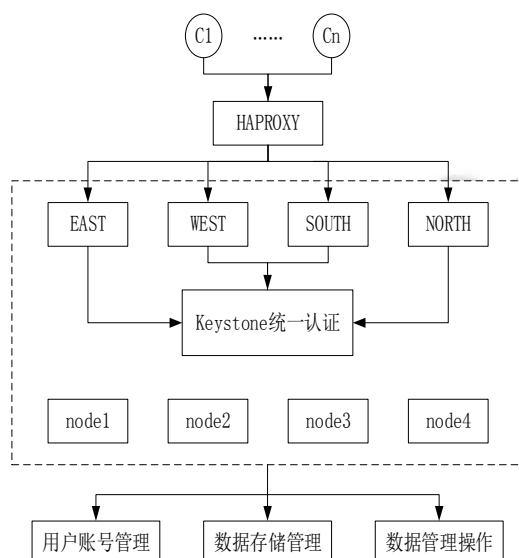 C1 …… Cn
HAPROXY
EAST WEST SOUTH NORTH
Keystone统一认证
node1 node2 node3 node4
用户账号管理 数据存储管理 数据管理操作